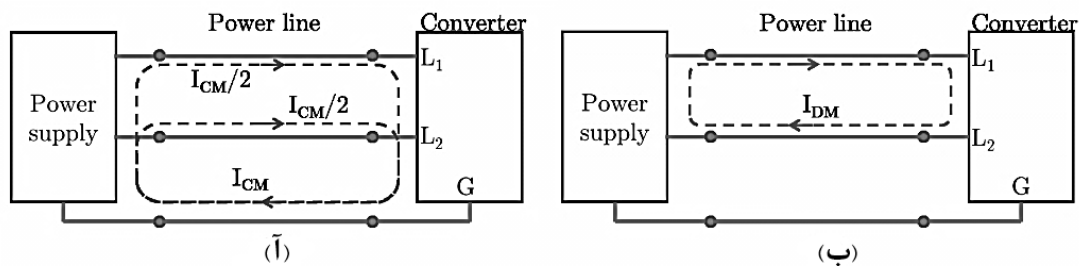 Power line
Converter
L₁
I_CM/2
Power supply
I_CM/2
L₂
I_CM
G
(آ)
Power line
Converter
L₁
I_DM
Power supply
L₂
G
(ب)